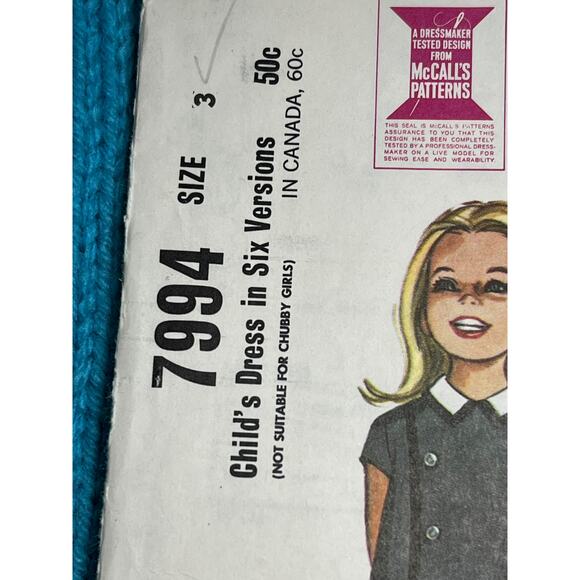 A DRESSMAKER
TESTED DESIGN
FROM
McCALL'S
PATTERNS
THIS SEAL IS McCALL'S PATTERNS
ASSURANCE TO YOU THAT THIS
DESIGN HAS BEEN COMPLETELY
TESTED BY A PROFESSIONAL DRESS-
MAKER ON A LIVE MODEL FOR
SEWING EASE AND WEARABILITY.
7994 SIZE 3
Child's Dress in Six Versions 50c
(NOT SUITABLE FOR CHUBBY GIRLS) IN CANADA, 60c